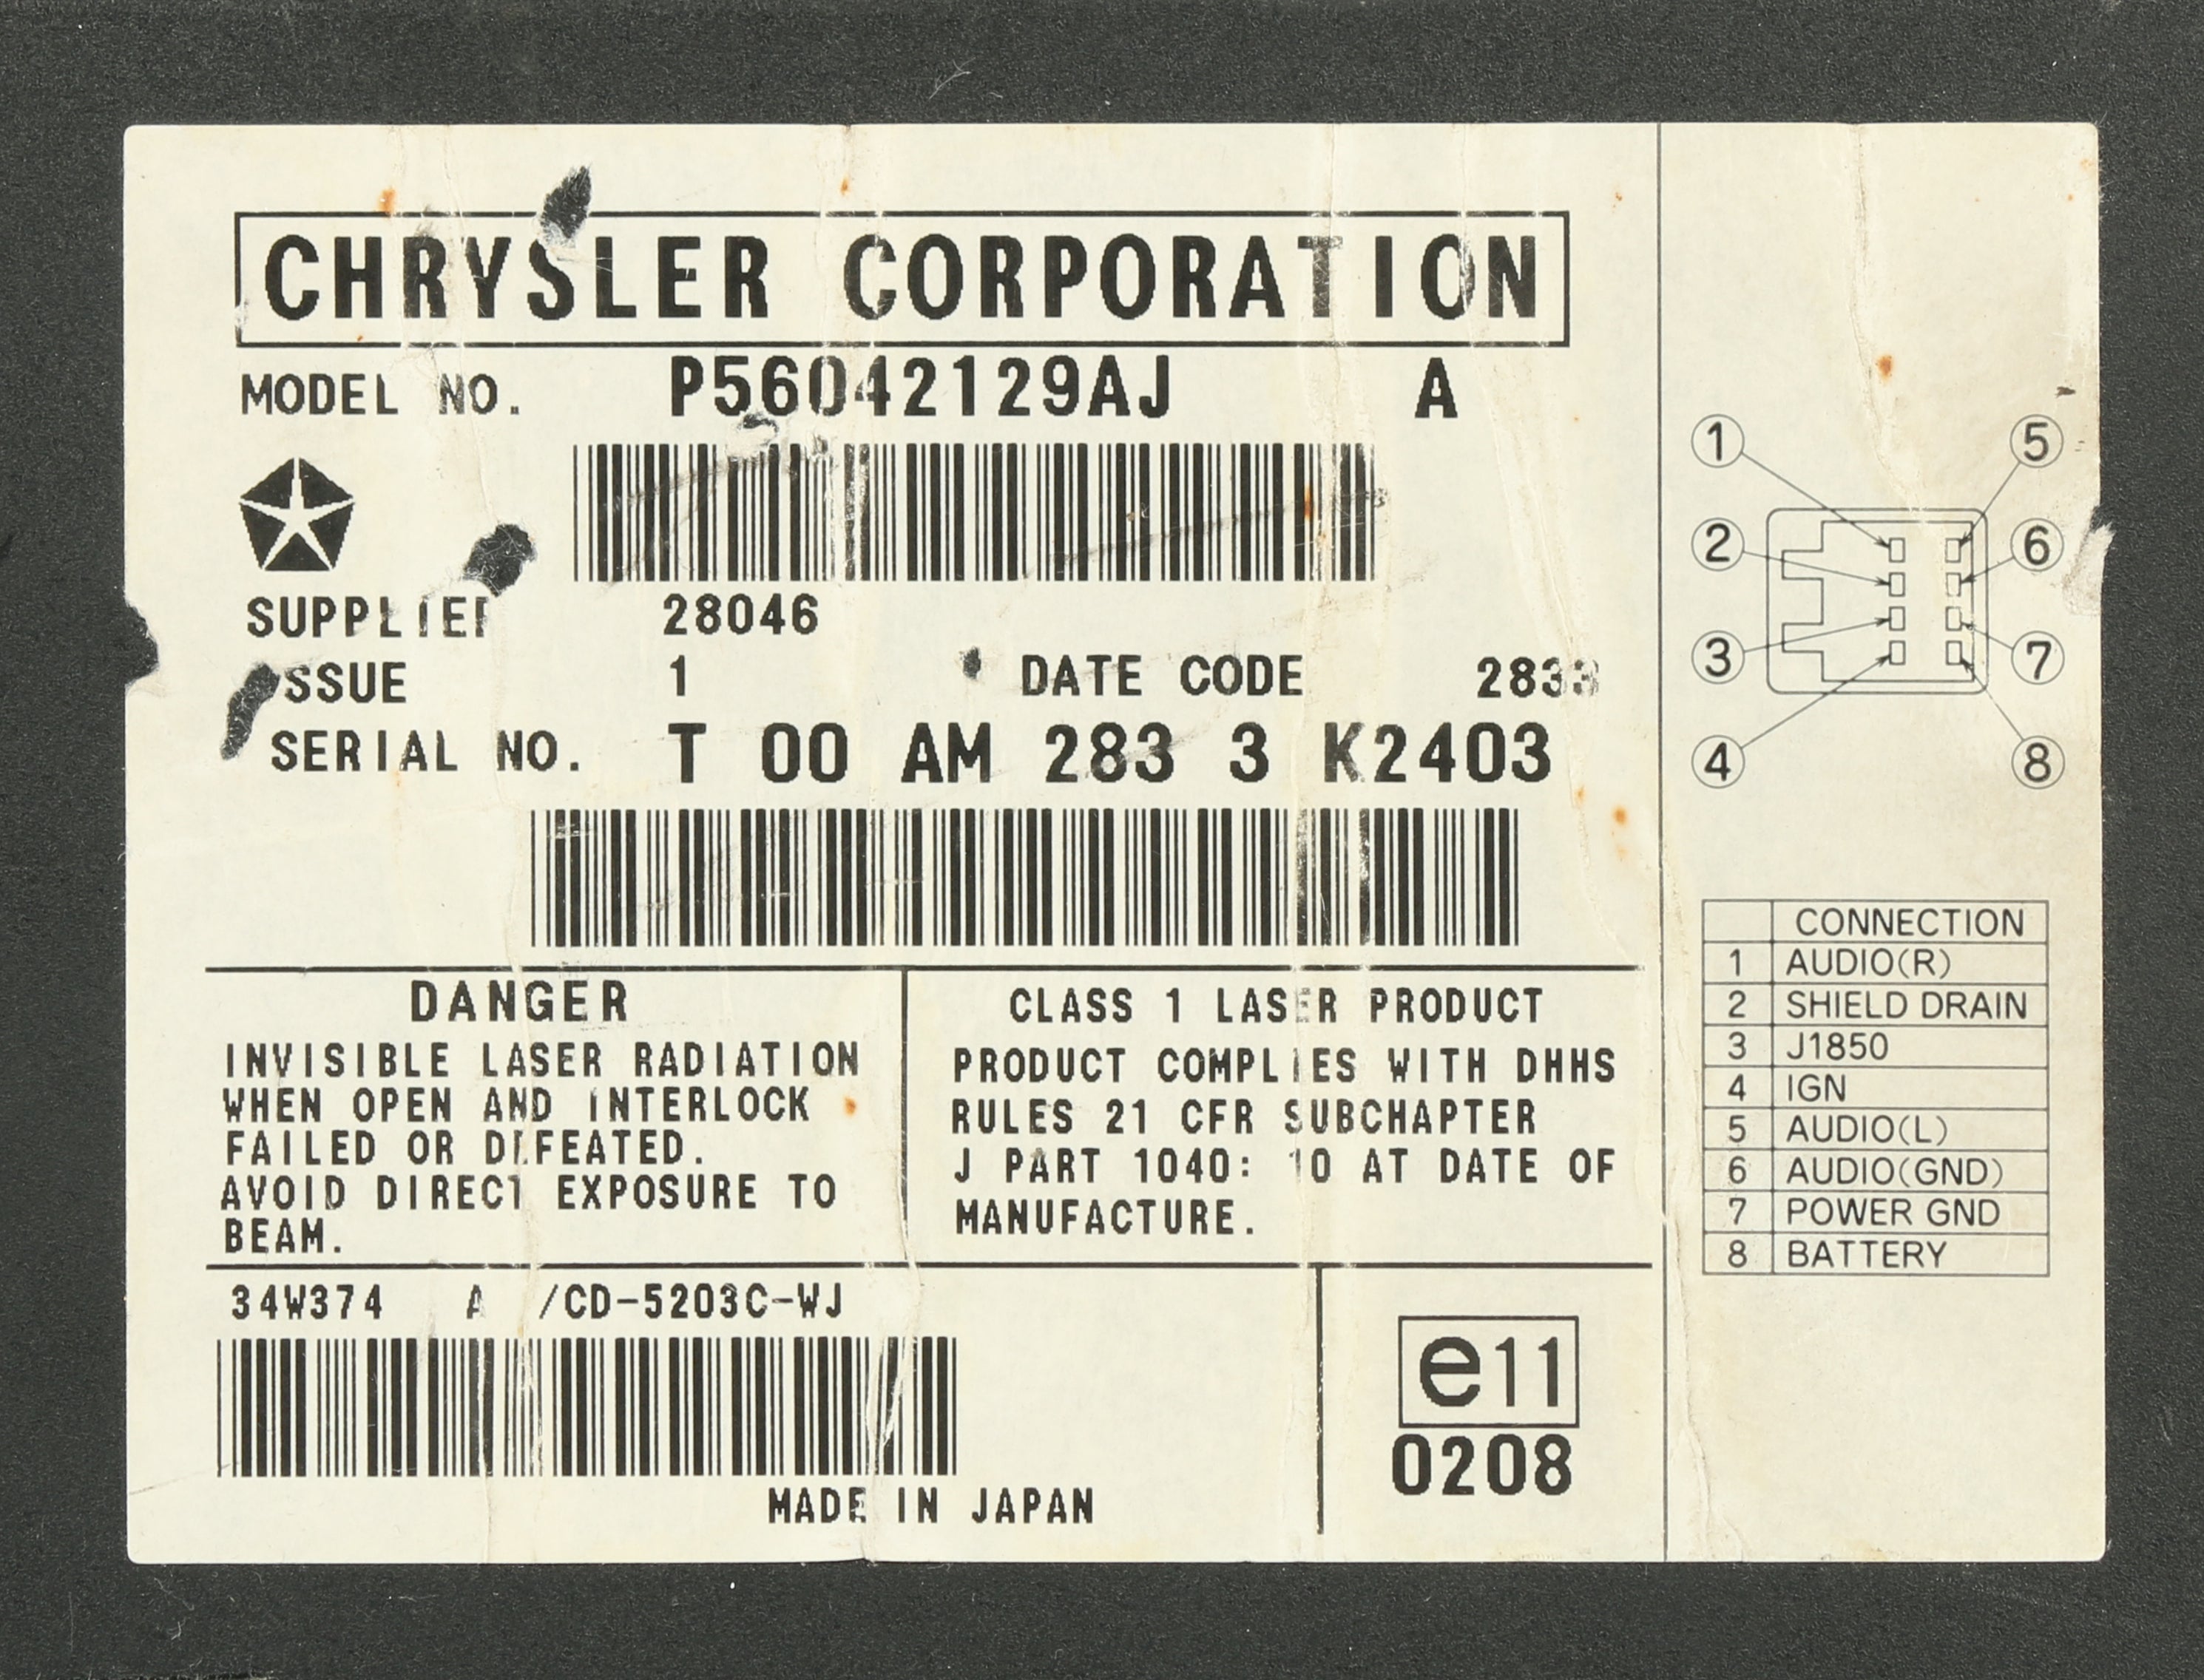 CHRYSLER CORPORATION
MODEL NO. P56042129AJ A
SUPPLIER 28046
ISSUE 1 DATE CODE 2833
SERIAL NO. T 00 AM 283 3 K2403
DANGER
INVISIBLE LASER RADIATION
WHEN OPEN AND INTERLOCK
FAILED OR DEFEATED.
AVOID DIRECT EXPOSURE TO
BEAM.
CLASS 1 LASER PRODUCT
PRODUCT COMPLIES WITH DHHS
RULES 21 CFR SUBCHAPTER
J PART 1040: 10 AT DATE OF
MANUFACTURE.
34W374 A /CD-5203C-WJ
MADE IN JAPAN
e11
0208
1 5
2 6
3 7
4 8
CONNECTION
1 AUDIO(R)
2 SHIELD DRAIN
3 J1850
4 IGN
5 AUDIO(L)
6 AUDIO(GND)
7 POWER GND
8 BATTERY